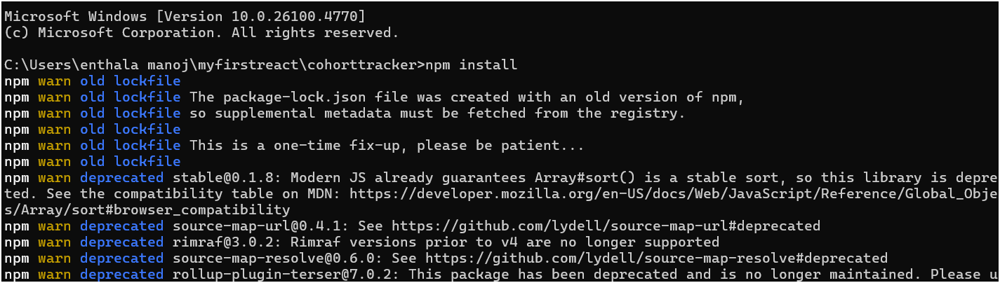 Microsoft Windows [Version 10.0.26100.4770]
(c) Microsoft Corporation. All rights reserved.
C:\Users\enthala manoj\myfirstreact\cohorttracker>npm install
npm warn old lockfile
npm warn old lockfile The package-lock.json file was created with an old version of npm,
npm warn old lockfile so supplemental metadata must be fetched from the registry.
npm warn old lockfile
npm warn old lockfile This is a one-time fix-up, please be patient...
npm warn old lockfile
npm warn deprecated stable@0.1.8: Modern JS already guarantees Array#sort() is a stable sort, so this library is depre
ted. See the compatibility table on MDN: https://developer.mozilla.org/en-US/docs/Web/JavaScript/Reference/Global_Obje
s/Array/sort#browser_compatibility
npm warn deprecated source-map-url@0.4.1: See https://github.com/lydell/source-map-url#deprecated
npm warn deprecated rimraf@3.0.2: Rimraf versions prior to v4 are no longer supported
npm warn deprecated source-map-resolve@0.6.0: See https://github.com/lydell/source-map-resolve#deprecated
npm warn deprecated rollup-plugin-terser@7.0.2: This package has been deprecated and is no longer maintained. Please u